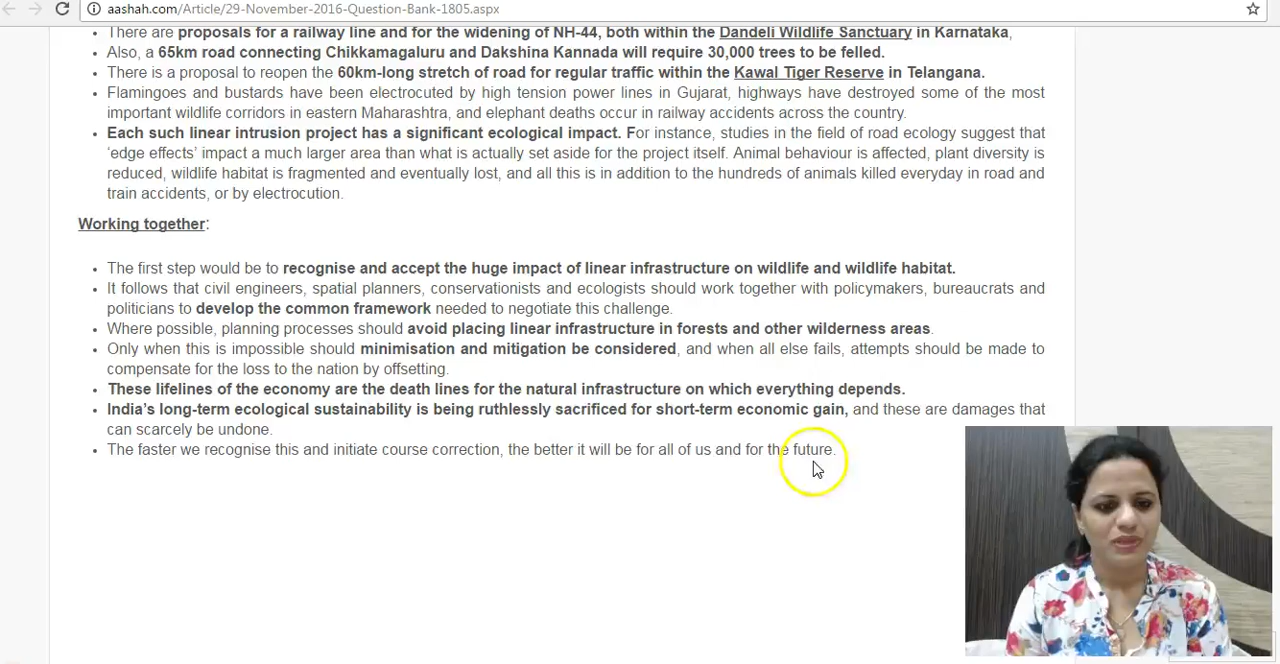 aashah.com/Article/29-November-2016-Question-Bank-1805.aspx
• There are proposals for a railway line and for the widening of NH-44, both within the Dandeli Wildlife Sanctuary in Karnataka,
• Also, a 65km road connecting Chikkamagaluru and Dakshina Kannada will require 30,000 trees to be felled.
• There is a proposal to reopen the 60km-long stretch of road for regular traffic within the Kawal Tiger Reserve in Telangana.
• Flamingoes and bustards have been electrocuted by high tension power lines in Gujarat, highways have destroyed some of the most
important wildlife corridors in eastern Maharashtra, and elephant deaths occur in railway accidents across the country.
• Each such linear intrusion project has a significant ecological impact. For instance, studies in the field of road ecology suggest that
‘edge effects’ impact a much larger area than what is actually set aside for the project itself. Animal behaviour is affected, plant diversity is
reduced, wildlife habitat is fragmented and eventually lost, and all this is in addition to the hundreds of animals killed everyday in road and
train accidents, or by electrocution.
Working together:
• The first step would be to recognise and accept the huge impact of linear infrastructure on wildlife and wildlife habitat.
• It follows that civil engineers, spatial planners, conservationists and ecologists should work together with policymakers, bureaucrats and
politicians to develop the common framework needed to negotiate this challenge.
• Where possible, planning processes should avoid placing linear infrastructure in forests and other wilderness areas.
• Only when this is impossible should minimisation and mitigation be considered, and when all else fails, attempts should be made to
compensate for the loss to the nation by offsetting.
• These lifelines of the economy are the death lines for the natural infrastructure on which everything depends.
• India’s long-term ecological sustainability is being ruthlessly sacrificed for short-term economic gain, and these are damages that
can scarcely be undone.
• The faster we recognise this and initiate course correction, the better it will be for all of us and for the future.